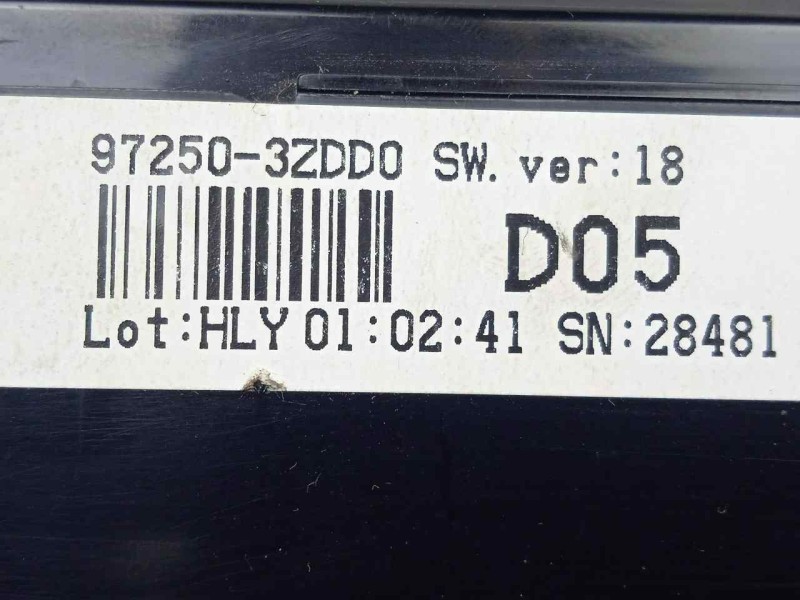 97250-3ZDD0 SW. ver:18
D05
Lot:HLY 01:02:41 SN:28481